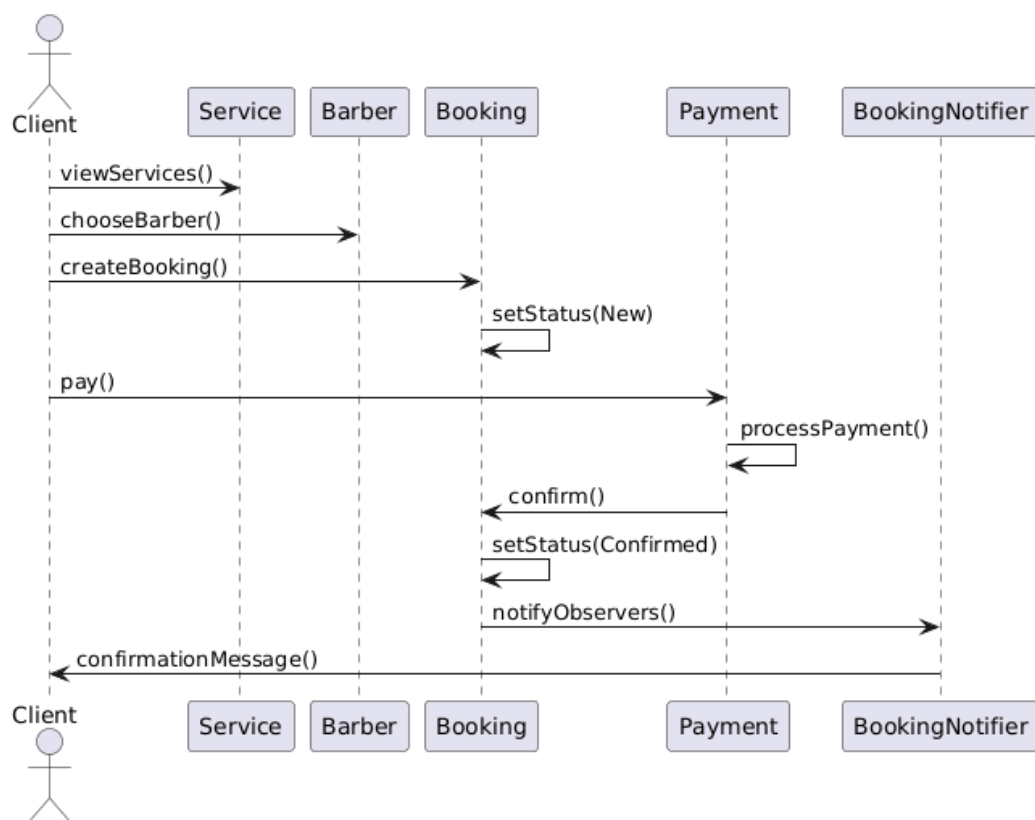 Client
Service
Barber
Booking
Payment
BookingNotifier
viewServices()
chooseBarber()
createBooking()
setStatus(New)
pay()
processPayment()
confirm()
setStatus(Confirmed)
notifyObservers()
confirmationMessage()
Client
Service
Barber
Booking
Payment
BookingNotifier